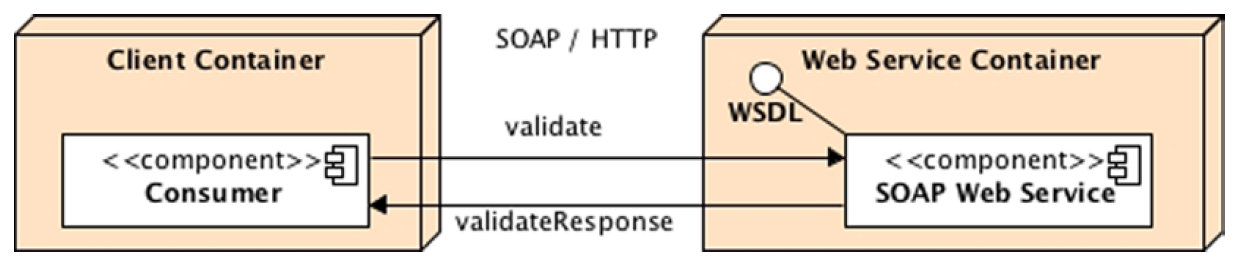 Client Container
SOAP / HTTP
Web Service Container
WSDL
validate
<<component>>
Consumer
<<component>>
SOAP Web Service
validateResponse